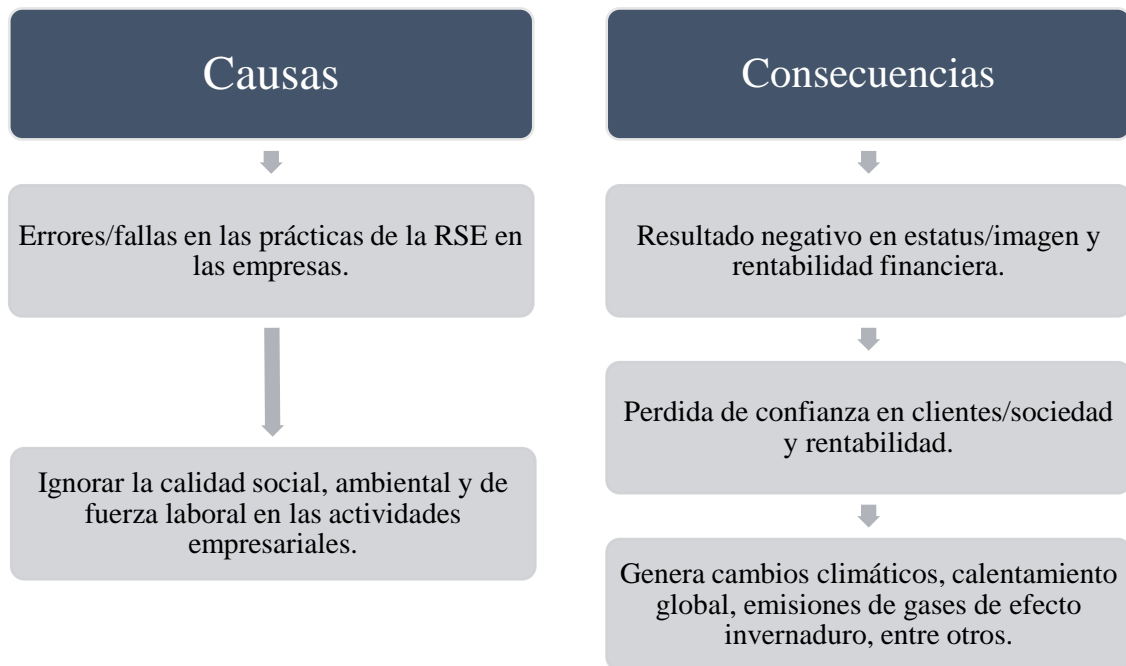 Causas
Errores/fallas en las prácticas de la RSE en
las empresas.
Ignorar la calidad social, ambiental y de
fuerza laboral en las actividades
empresariales.
Consecuencias
Resultado negativo en estatus/imagen y
rentabilidad financiera.
Perdida de confianza en clientes/sociedad
y rentabilidad.
Genera cambios climáticos, calentamiento
global, emisiones de gases de efecto
invernaduro, entre otros.